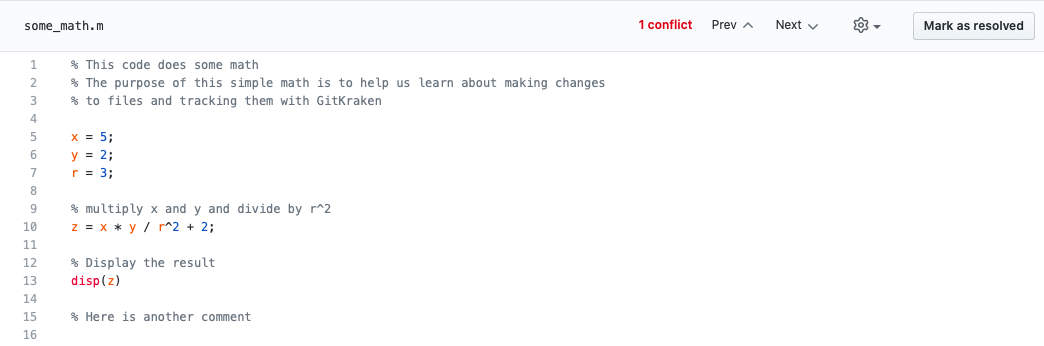 some_math.m 1 conflict Prev Next Mark as resolved
1 % This code does some math
2 % The purpose of this simple math is to help us learn about making changes
3 % to files and tracking them with GitKraken
4
5 x = 5;
6 y = 2;
7 r = 3;
8
9 % multiply x and y and divide by r^2
10 z = x * y / r^2 + 2;
11
12 % Display the result
13 disp(z)
14
15 % Here is another comment
16